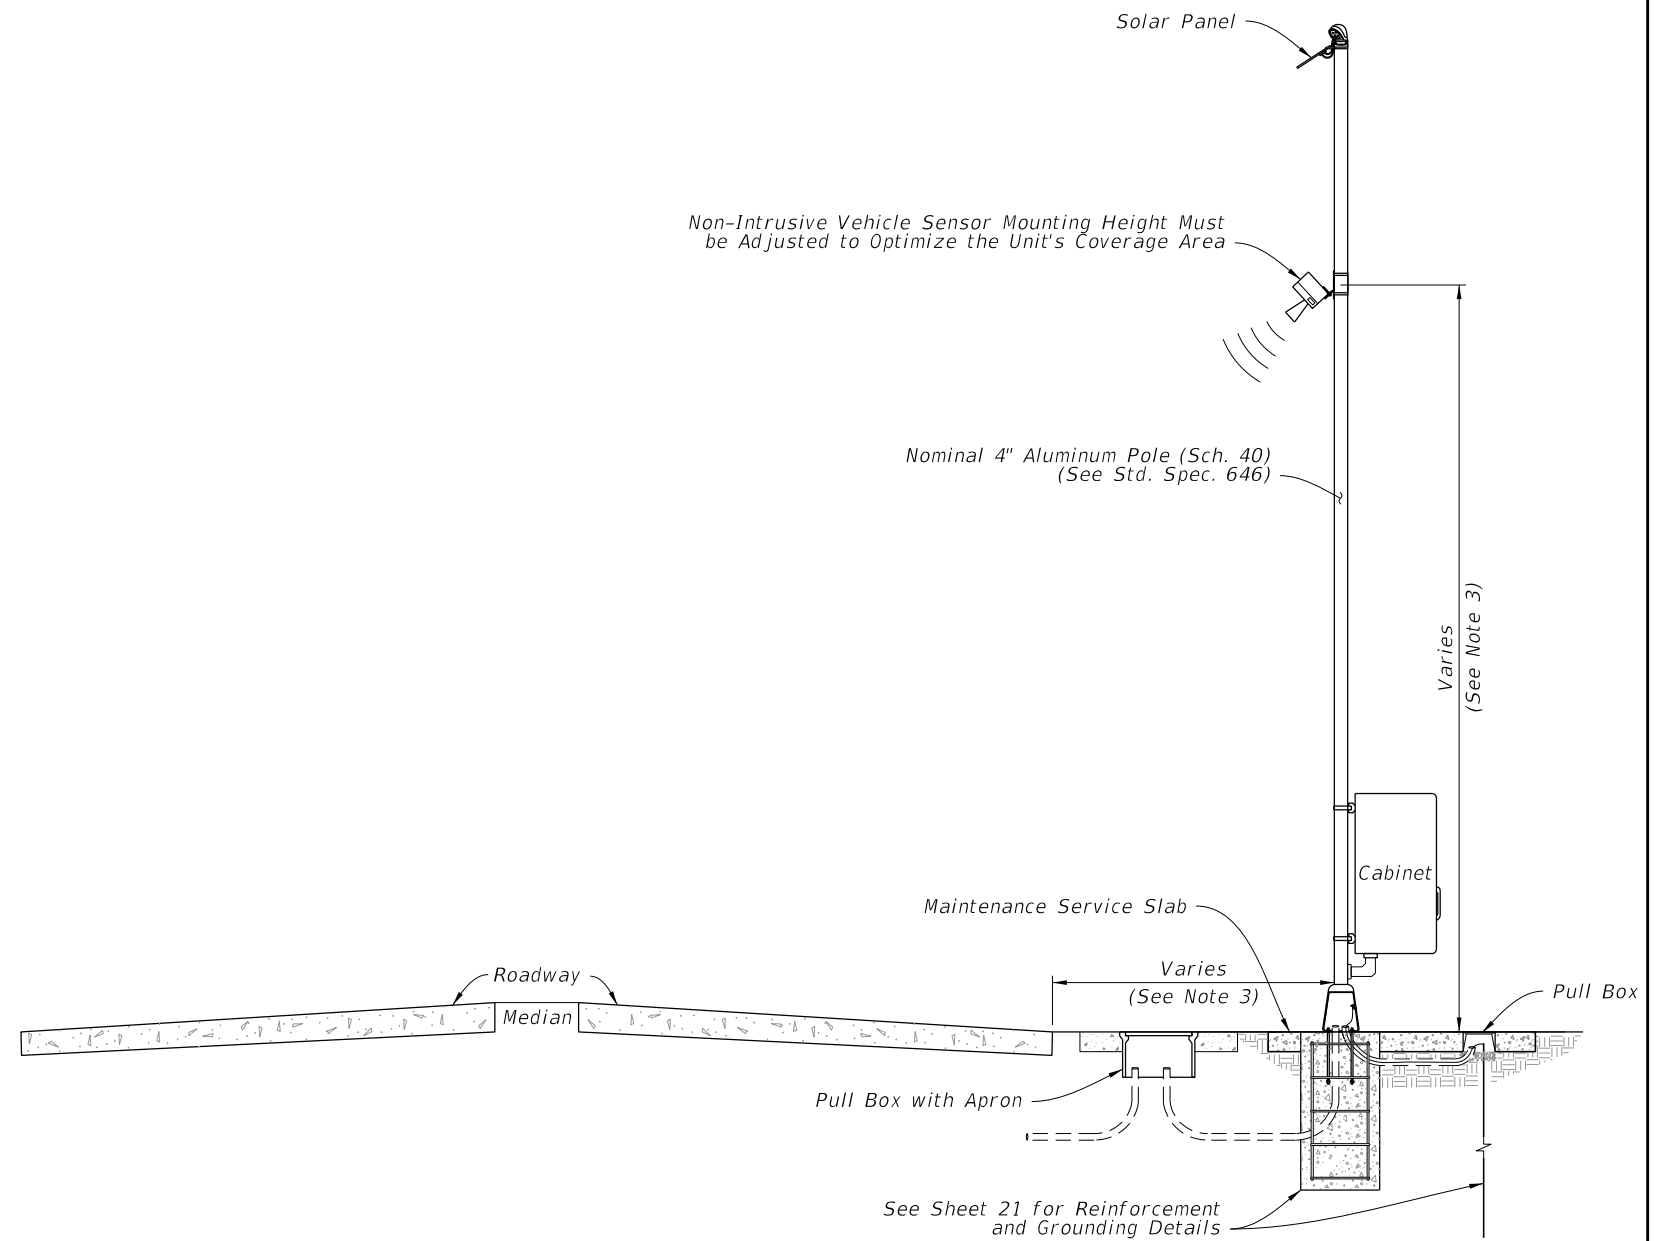 Solar Panel
Non-Intrusive Vehicle Sensor Mounting Height Must
be Adjusted to Optimize the Unit's Coverage Area
Nominal 4" Aluminum Pole (Sch. 40)
(See Std. Spec. 646)
Varies
(See Note 3)
Cabinet
Maintenance Service Slab
Varies
(See Note 3)
Roadway
Median
Pull Box
Pull Box with Apron
See Sheet 21 for Reinforcement
and Grounding Details